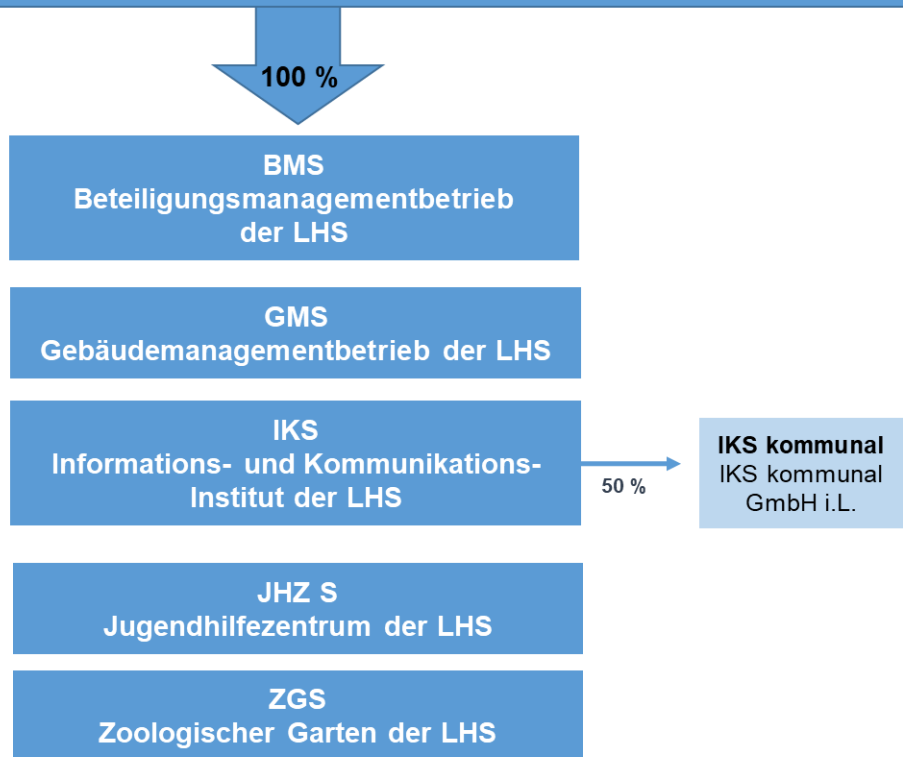 100 %
BMS
Beteiligungsmanagementbetrieb
der LHS
GMS
Gebäudemanagementbetrieb der LHS
IKS
Informations- und Kommunikations-
Institut der LHS
50 %
IKS kommunal
IKS kommunal
GmbH i.L.
JHZ S
Jugendhilfezentrum der LHS
ZGS
Zoologischer Garten der LHS